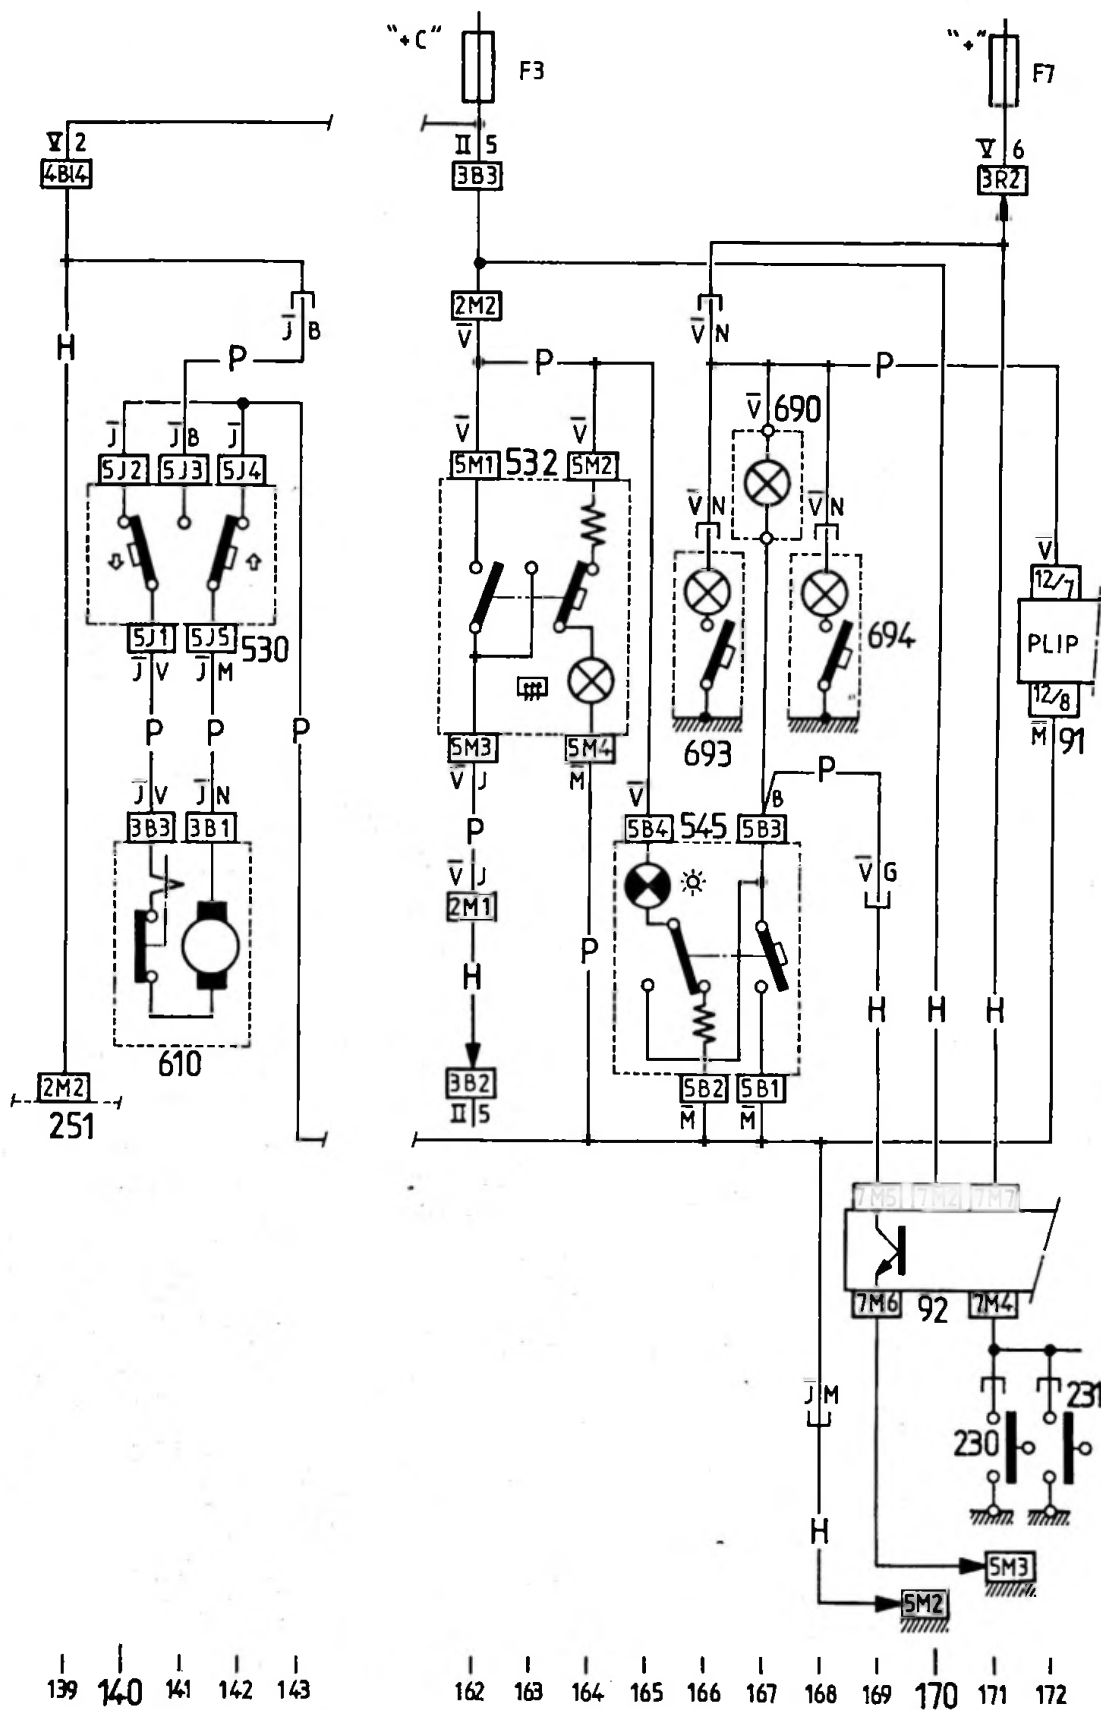 "+C" F3 "+" F7
V 2 II 5 V 6
4B14 3B3 3R2
2M2
J B V V N
H P P P
J J B J V V V 690
5J2 5J3 5J4 5M1 532 5M2
V N V N
V
12/7
5J1 5J5 530 694 PLIP
J V J M 12/8
P P P 5M3 5M4 693 M 91
V J M V B P
J V J N
3B3 3B1 P 5B4 545 5B3
V J V G
2M1
P
H H H H
610
2M2 3B2 5B2 5B1
251 II 5 M M
7M5 7M2 7M7
7M6 92 7M4
J M 231
230
H
5M3
5M2
139 140 141 142 143 162 163 164 165 166 167 168 169 170 171 172